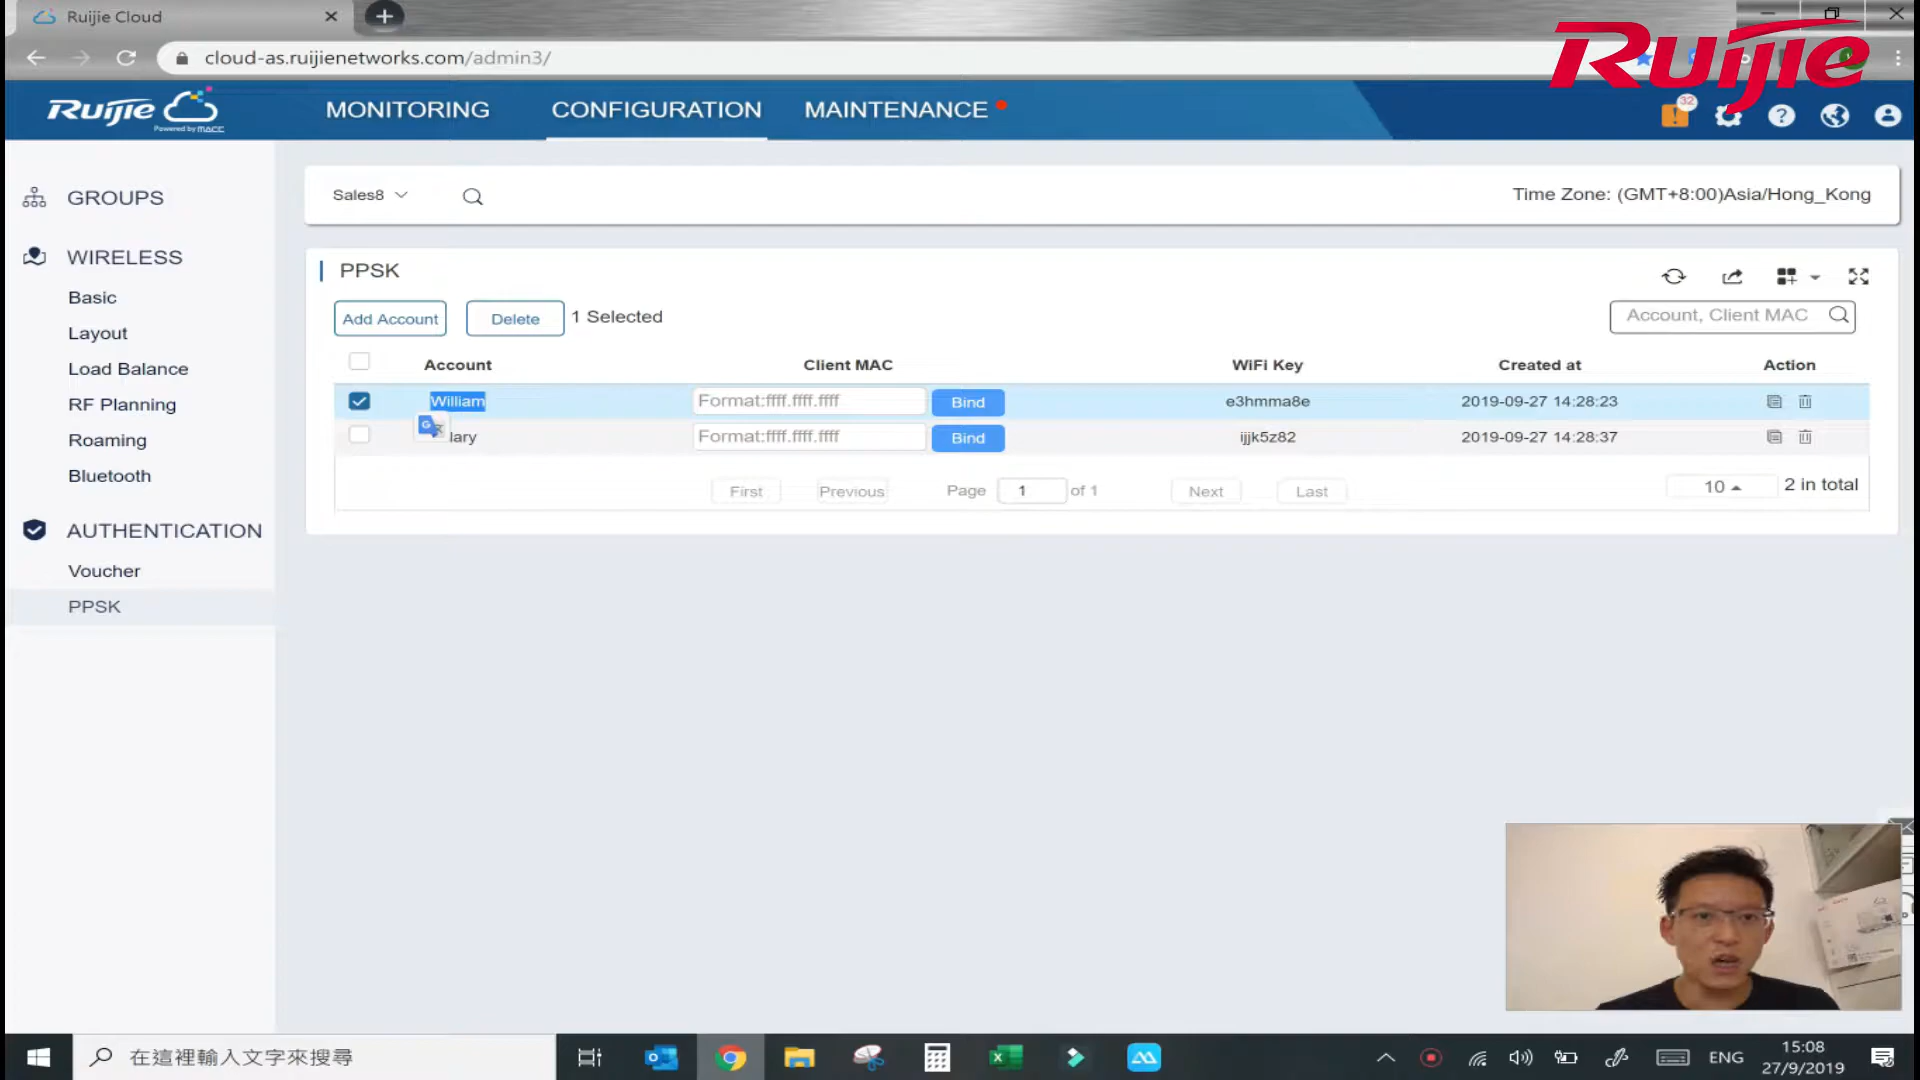 Ruijie Cloud
cloud-as.ruijienetworks.com/admin3/
Ruijie
Ruijie
Powered by MACC
MONITORING
CONFIGURATION
MAINTENANCE
32
GROUPS
WIRELESS
Basic
Layout
Load Balance
RF Planning
Roaming
Bluetooth
AUTHENTICATION
Voucher
PPSK
Sales8
Time Zone: (GMT+8:00)Asia/Hong_Kong
PPSK
Add Account
Delete
1 Selected
Account, Client MAC
Account Client MAC WiFi Key Created at Action
William Format:ffff.ffff.ffff Bind e3hmma8e 2019-09-27 14:28:23
lary Format:ffff.ffff.ffff Bind ijjk5z82 2019-09-27 14:28:37
First Previous Page 1 of 1 Next Last 10 2 in total
在這裡輸入文字來搜尋
ENG
15:08
27/9/2019